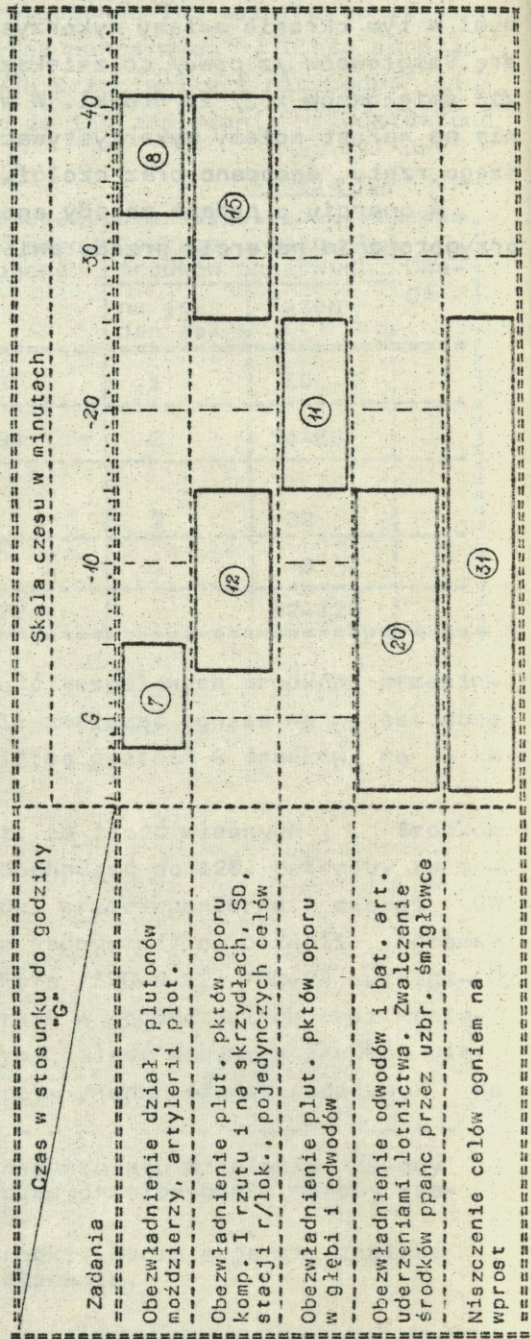 Czas w stosunku do godziny
"G"
Zadania
Skala czasu w minutach
G -10 -20 -30 -40
Obezwładnienie dział, plutonów
moździerzy, artylerii plot.
7 8
Obezwładnienie plut. pktów oporu
komp. I rzutu i na skrzydłach, SD,
stacji r/lok., pojedynczych celów
12 15
Obezwładnienie plut. pktów oporu
w głębi i odwodów
11
Obezwładnienie odwodów i bat. art.
uderzeniami lotnictwa. Zwalczanie
środków ppanc przez uzbr. śmigłowce
20
Niszczenie celów ogniem na
wprost
31